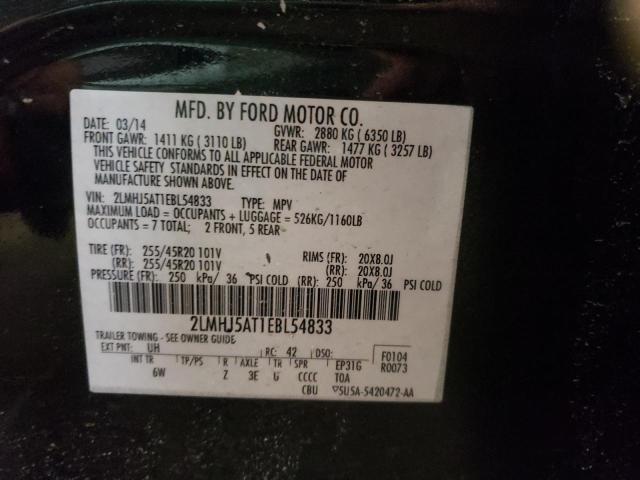 MFD. BY FORD MOTOR CO.
DATE: 03/14 GVWR: 2880 KG ( 6350 LB)
FRONT GAWR: 1411 KG ( 3110 LB) REAR GAWR: 1477 KG ( 3257 LB)
THIS VEHICLE CONFORMS TO ALL APPLICABLE FEDERAL MOTOR
VEHICLE SAFETY STANDARDS IN EFFECT ON THE DATE OF
MANUFACTURE SHOWN ABOVE.
VIN: 2LMHJ5AT1EBL54833 TYPE: MPV
MAXIMUM LOAD = OCCUPANTS + LUGGAGE = 526KG/1160LB
OCCUPANTS = 7 TOTAL; 2 FRONT, 5 REAR
TIRE (FR): 255/45R20 101V RIMS (FR): 20X8.0J
(RR): 255/45R20 101V (RR): 20X8.0J
PRESSURE (FR): 250 kPa/ 36 PSI COLD (RR): 250 kPa/ 36 PSI COLD
2LMHJ5AT1EBL54833
TRAILER TOWING - SEE OWNER GUIDE
EXT PNT: UH RC: 42 DSO: F0104
R0073
INT TR TP/PS R AXLE TR SPR EP31G
6W Z 3E G CCCC TOA
CBU 5U5A-5420472-AA